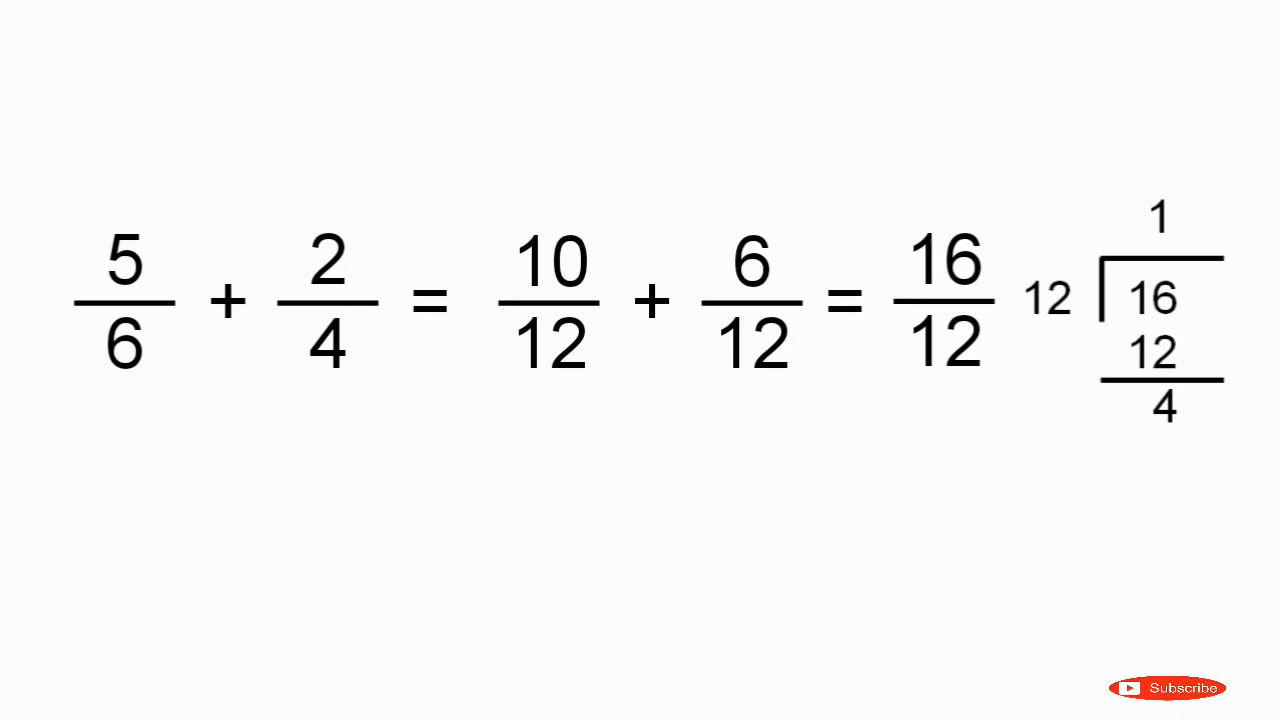 5/6 + 2/4 = 10/12 + 6/12 = 16/12
1
12 16
12
4
Subscribe